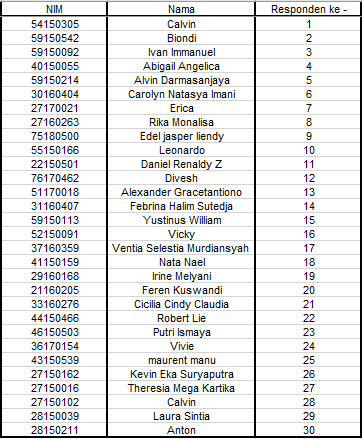 NIM Nama Responden ke -
54150305 Calvin 1
59150542 Biondi 2
59150092 Ivan Immanuel 3
40150055 Abigail Angelica 4
59150214 Alvin Darmasanjaya 5
30160404 Carolyn Natasya Imani 6
27170021 Erica 7
27160263 Rika Monalisa 8
75180500 Edel jasper liendy 9
55150166 Leonardo 10
22150501 Daniel Renaldy Z 11
76170462 Divesh 12
51170018 Alexander Gracetantiono 13
31160407 Febrina Halim Sutedja 14
59150113 Yustinus William 15
52150091 Vicky 16
37160359 Ventia Selestia Murdiansyah 17
41150159 Nata Nael 18
29160168 Irine Melyani 19
21160205 Feren Kuswandi 20
33160276 Cicilia Cindy Claudia 21
44150466 Robert Lie 22
46150503 Putri Ismaya 23
36170154 Vivie 24
43150539 maurent manu 25
27150162 Kevin Eka Suryaputra 26
27150016 Theresia Mega Kartika 27
27150102 Calvin 28
28150039 Laura Sintia 29
28150211 Anton 30